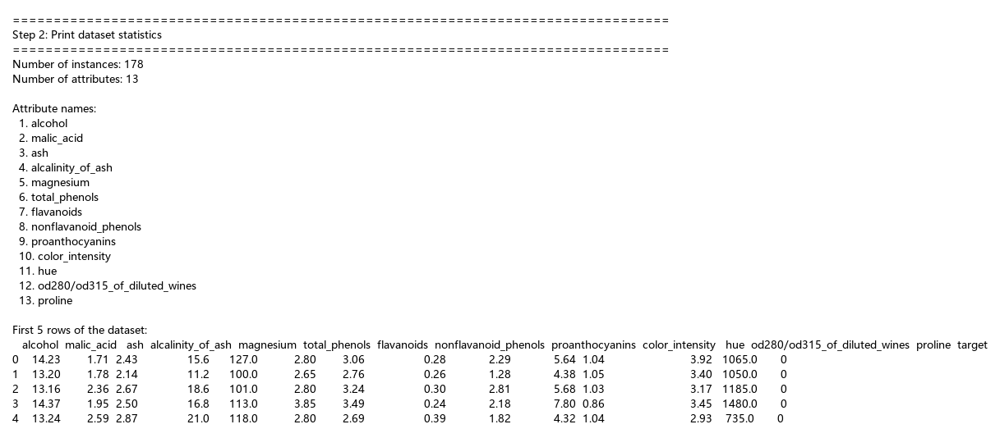 ================================================================================
Step 2: Print dataset statistics
================================================================================
Number of instances: 178
Number of attributes: 13
Attribute names:
1. alcohol
2. malic_acid
3. ash
4. alcalinity_of_ash
5. magnesium
6. total_phenols
7. flavanoids
8. nonflavanoid_phenols
9. proanthocyanins
10. color_intensity
11. hue
12. od280/od315_of_diluted_wines
13. proline
First 5 rows of the dataset:
alcohol malic_acid ash alcalinity_of_ash magnesium total_phenols flavanoids nonflavanoid_phenols proanthocyanins color_intensity hue od280/od315_of_diluted_wines proline target
0 14.23 1.71 2.43 15.6 127.0 2.80 3.06 0.28 2.29 5.64 1.04 3.92 1065.0 0
1 13.20 1.78 2.14 11.2 100.0 2.65 2.76 0.26 1.28 4.38 1.05 3.40 1050.0 0
2 13.16 2.36 2.67 18.6 101.0 2.80 3.24 0.30 2.81 5.68 1.03 3.17 1185.0 0
3 14.37 1.95 2.50 16.8 113.0 3.85 3.49 0.24 2.18 7.80 0.86 3.45 1480.0 0
4 13.24 2.59 2.87 21.0 118.0 2.80 2.69 0.39 1.82 4.32 1.04 2.93 735.0 0